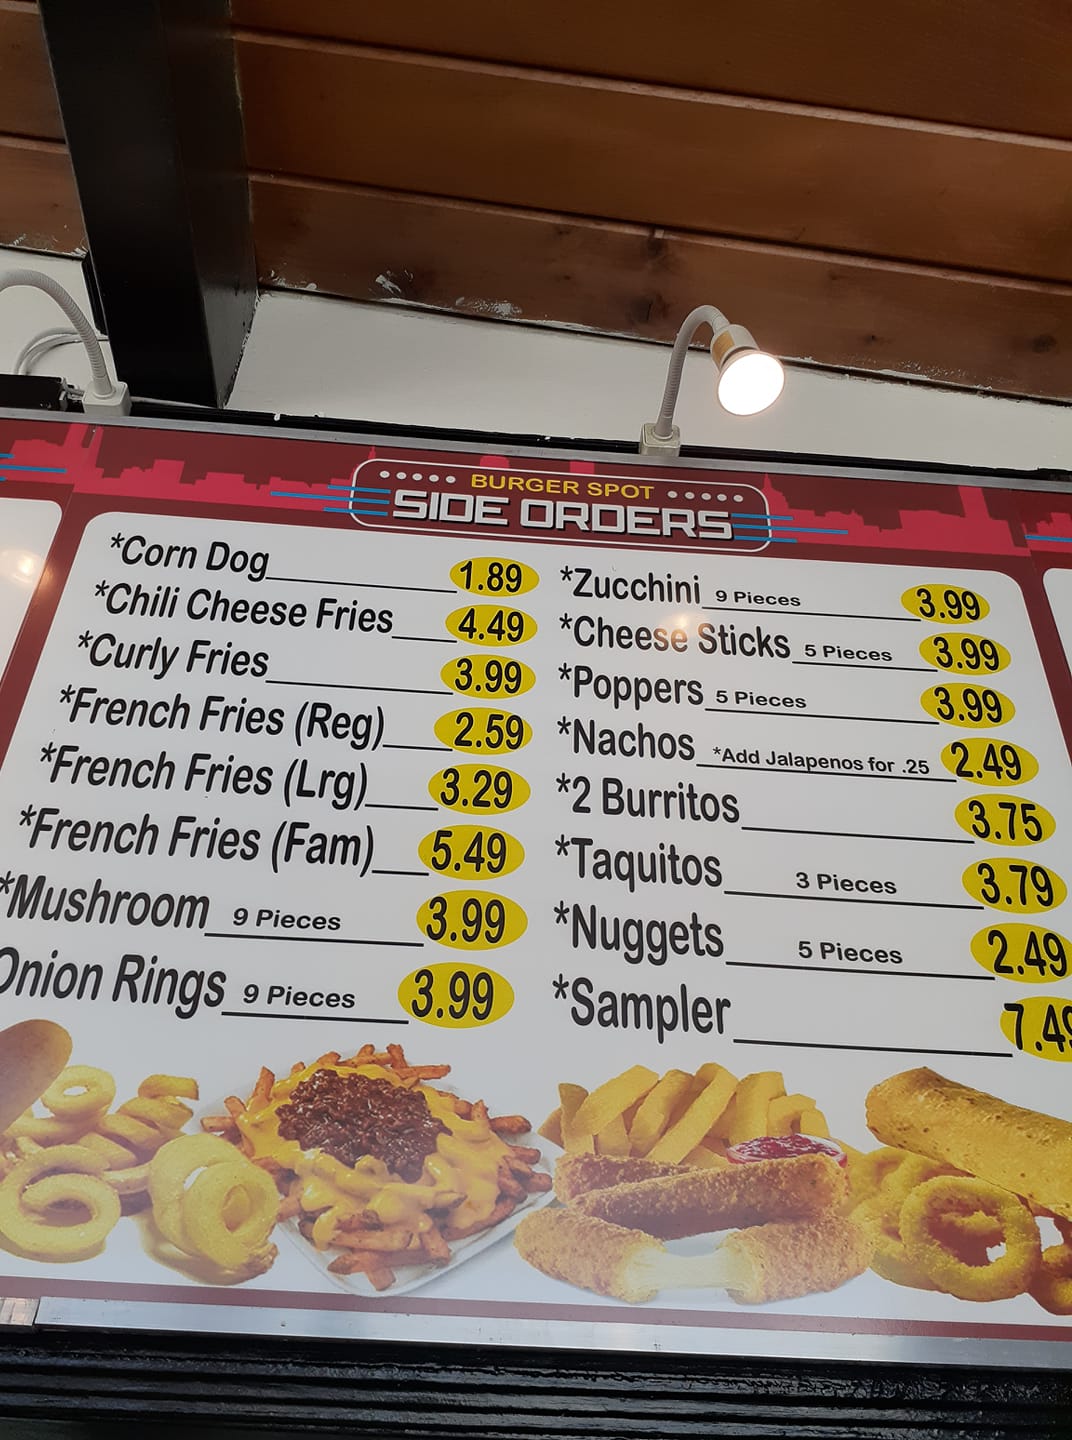 BURGER SPOT
SIDE ORDERS
*Corn Dog 1.89
*Chili Cheese Fries 4.49
*Curly Fries 3.99
*French Fries (Reg) 2.59
*French Fries (Lrg) 3.29
*French Fries (Fam) 5.49
*Mushroom 9 Pieces 3.99
Onion Rings 9 Pieces 3.99
*Zucchini 9 Pieces 3.99
*Cheese Sticks 5 Pieces 3.99
*Poppers 5 Pieces 3.99
*Nachos *Add Jalapenos for .25 2.49
*2 Burritos 3.75
*Taquitos 3 Pieces 3.79
*Nuggets 5 Pieces 2.49
*Sampler 7.49